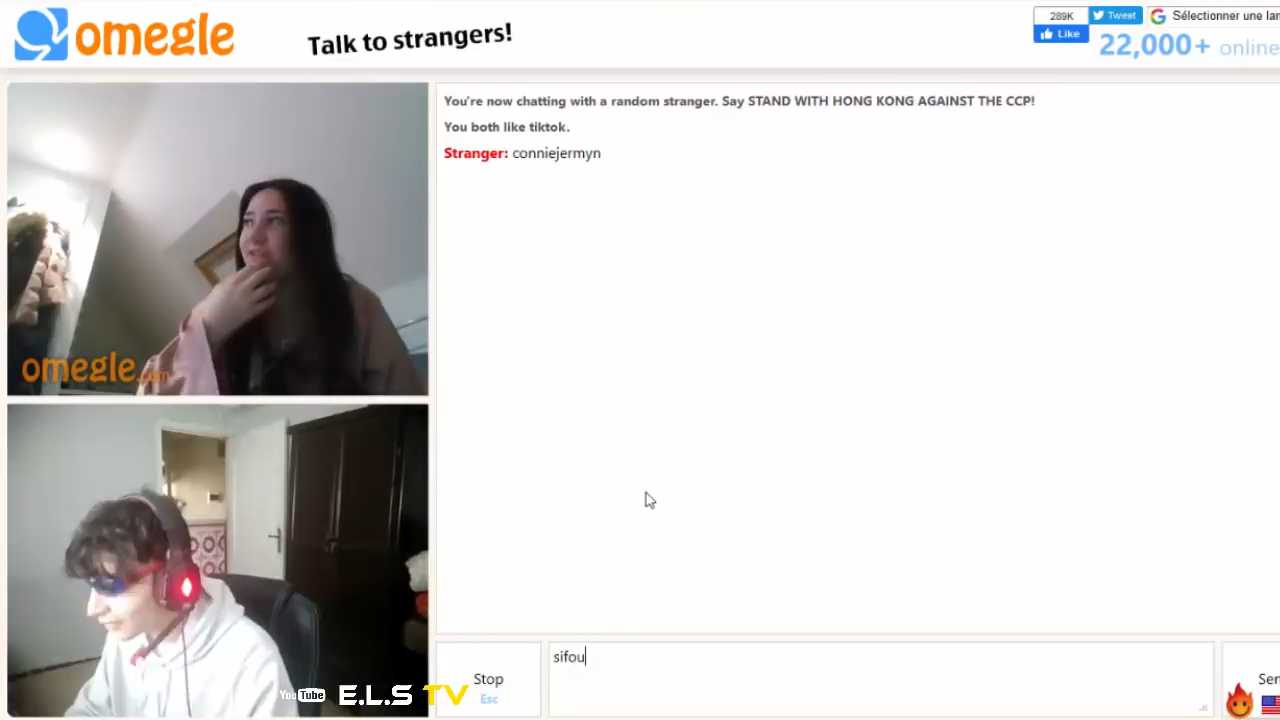 omegle
Talk to strangers!
289K
Like
Tweet
Sélectionner une lan
22,000+ online
You're now chatting with a random stranger. Say STAND WITH HONG KONG AGAINST THE CCP!
You both like tiktok.
Stranger: conniejermyn
omegle.com
sifou
Stop
Esc
Sen
YouTube E.L.S TV